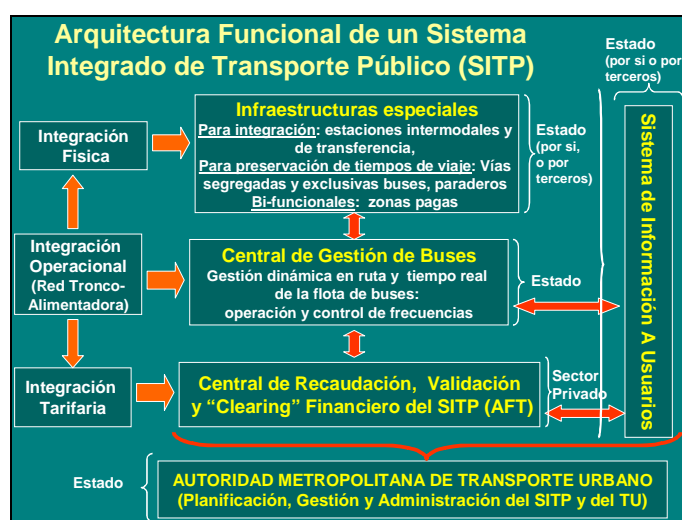 Arquitectura Funcional de un Sistema
Integrado de Transporte Público (SITP)
Estado
(por si o por
terceros)
Integración
Fisica
Infraestructuras especiales
Para integración: estaciones intermodales y
de transferencia,
Para preservación de tiempos de viaje: Vías
segregadas y exclusivas buses, paraderos
Bi-funcionales: zonas pagas
Estado
(por si,
o por
terceros)
Sistema de Información A Usuarios
Integración
Operacional
(Red Tronco-
Alimentadora)
Central de Gestión de Buses
Gestión dinámica en ruta y tiempo real
de la flota de buses:
operación y control de frecuencias
Estado
Integración
Tarifaria
Central de Recaudación, Validación
y “Clearing” Financiero del SITP (AFT)
Sector
Privado
Estado
AUTORIDAD METROPOLITANA DE TRANSPORTE URBANO
(Planificación, Gestión y Administración del SITP y del TU)